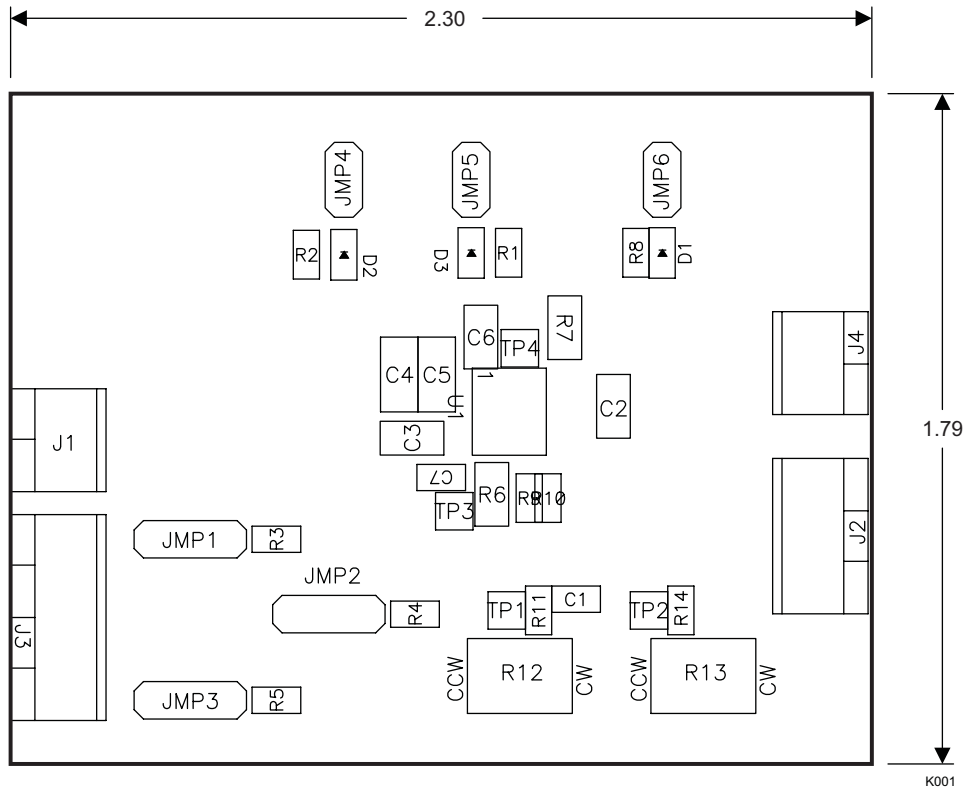 2.30
JMP4
JMP5
JMP6
R2
D2
D3
R1
R8
D1
C6
R7
TP4
J4
C4
C5
1
U1
C2
1.79
J1
C3
C7
R6
R9
R10
TP3
J2
JMP1
R3
JMP2
R4
TP1
R11
C1
TP2
R14
J3
CCW
R12
CW
CCW
R13
CW
JMP3
R5
K001